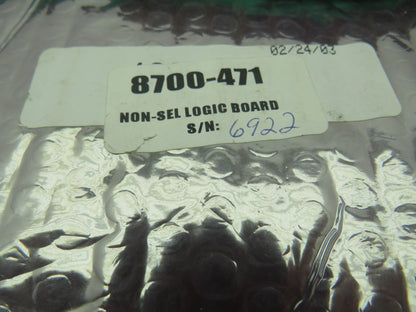 02/24/03
8700-471
NON-SEL LOGIC BOARD
S/N: 6922